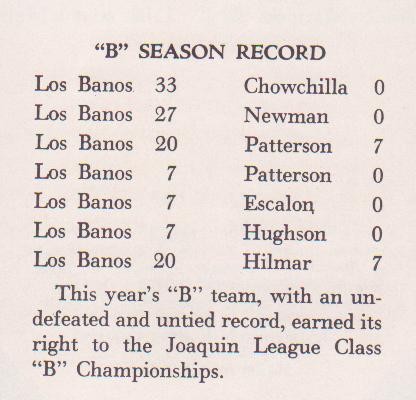 "B" SEASON RECORD
Los Banos 33 Chowchilla 0
Los Banos 27 Newman 0
Los Banos 20 Patterson 7
Los Banos 7 Patterson 0
Los Banos 7 Escalon 0
Los Banos 7 Hughson 0
Los Banos 20 Hilmar 7
This year's "B" team, with an un-
defeated and untied record, earned its
right to the Joaquin League Class
"B" Championships.